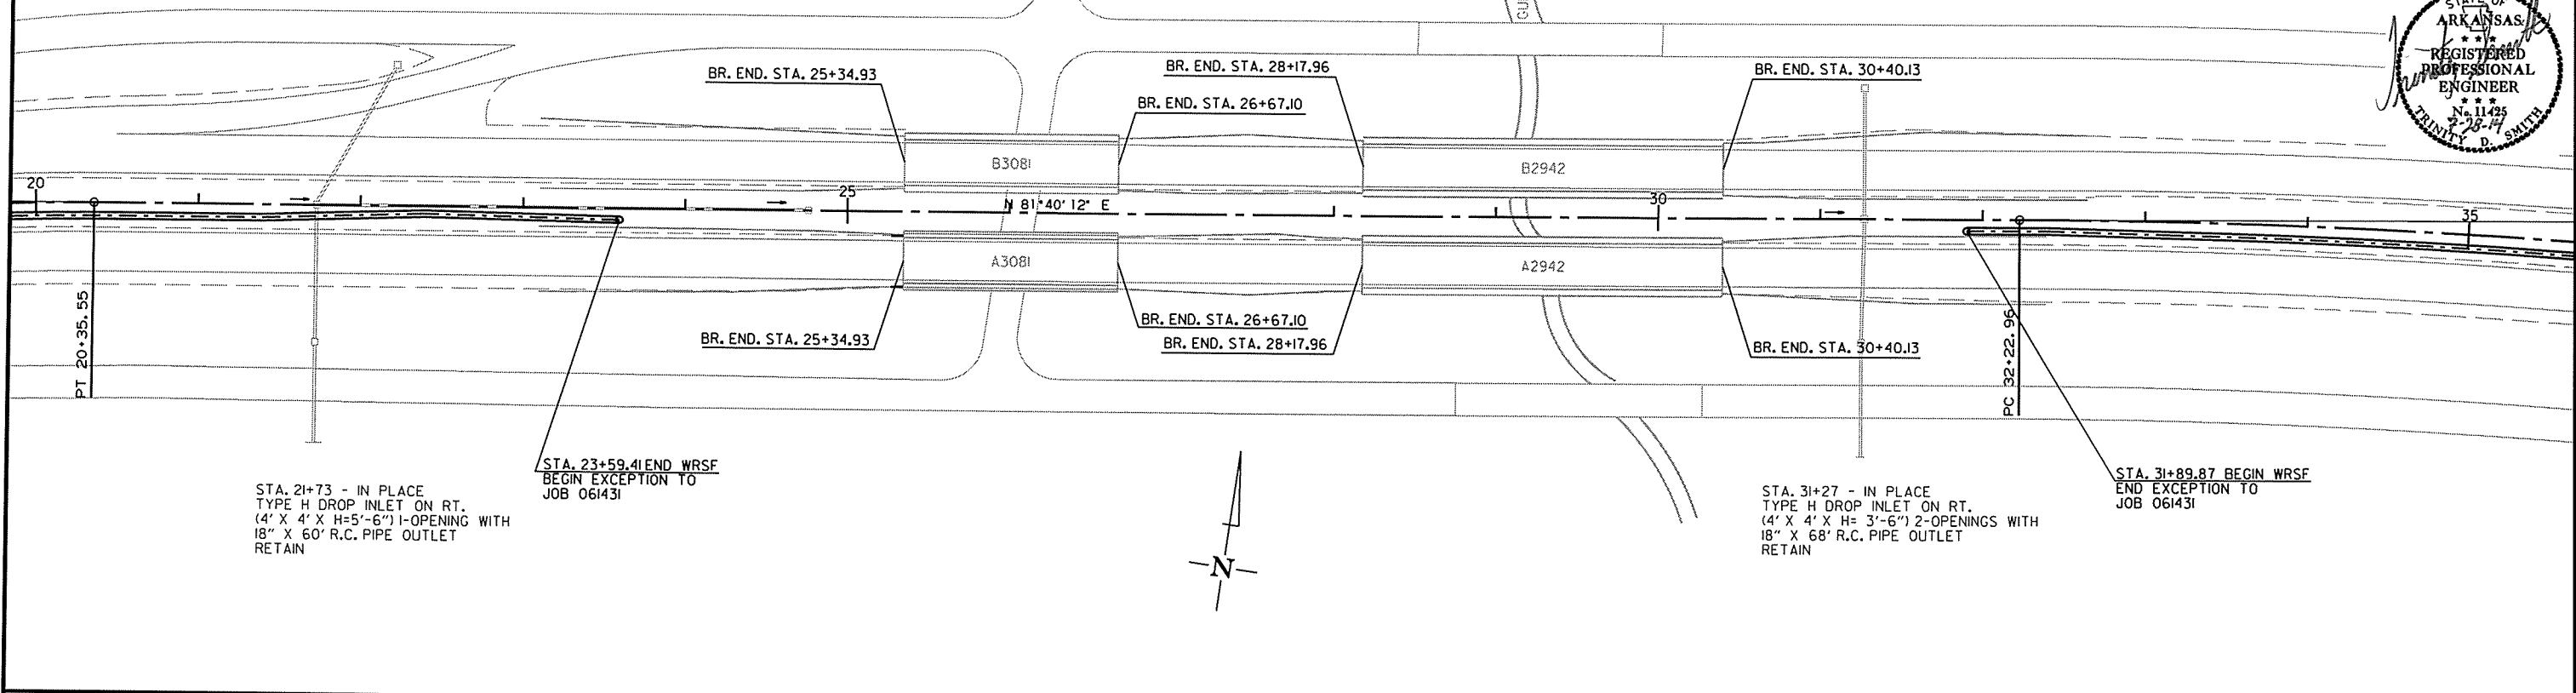 GU
STATE OF
ARKANSAS
★ ★ ★
REGISTERED
PROFESSIONAL
ENGINEER
★ ★ ★
No. 11425
TRINITY D. SMITH
BR. END. STA. 25+34.93
BR. END. STA. 28+17.96
BR. END. STA. 26+67.10
BR. END. STA. 30+40.13
B3081
B2942
20
25
N 81°40'12" E
30
35
A3081
A2942
BR. END. STA. 25+34.93
BR. END. STA. 26+67.10
BR. END. STA. 28+17.96
BR. END. STA. 30+40.13
PT 20+35.55
PC 32+22.96
STA. 23+59.41 END WRSF
BEGIN EXCEPTION TO
JOB 061431
STA. 31+89.87 BEGIN WRSF
END EXCEPTION TO
JOB 061431
STA. 21+73 - IN PLACE
TYPE H DROP INLET ON RT.
(4' X 4' X H=5'-6") 1-OPENING WITH
18" X 60' R.C. PIPE OUTLET
RETAIN
STA. 31+27 - IN PLACE
TYPE H DROP INLET ON RT.
(4' X 4' X H= 3'-6") 2-OPENINGS WITH
18" X 68' R.C. PIPE OUTLET
RETAIN
N